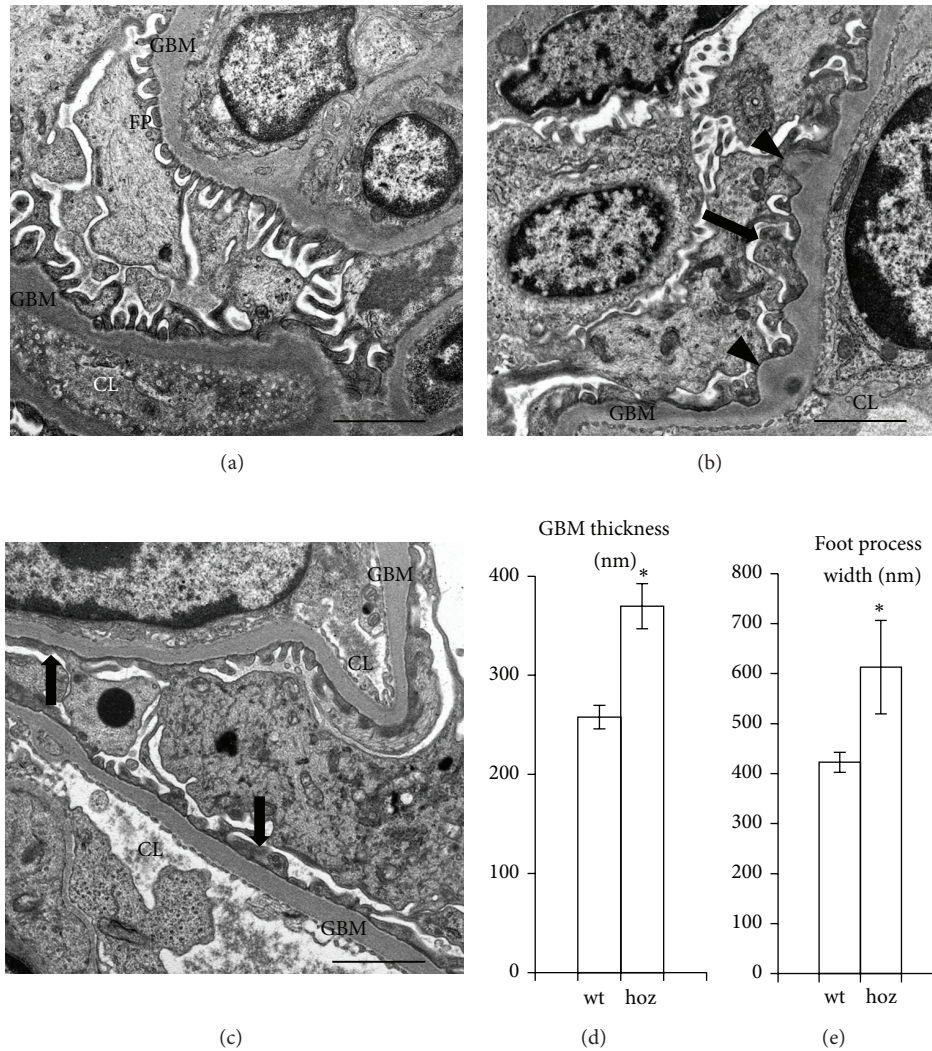 GBM
FP
GBM
CL
(a)
GBM
CL
(b)
GBM
CL
CL
GBM
(c)
GBM thickness
(nm)
400
300
200
100
0
*
wt hoz
(d)
Foot process
width (nm)
800
700
600
500
400
300
200
100
0
*
wt hoz
(e)